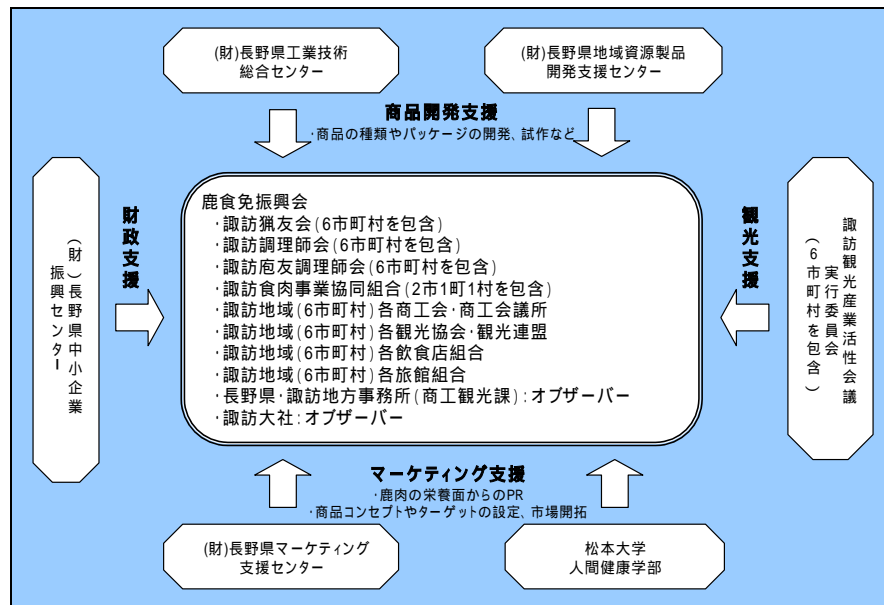 (財)長野県工業技術
総合センター
(財)長野県地域資源製品
開発支援センター
商品開発支援
・商品の種類やパッケージの開発、試作など
(財)長野県中小企業
振興センター
財政支援
鹿食免振興会
・諏訪猟友会(6市町村を包含)
・諏訪調理師会(6市町村を包含)
・諏訪庖友調理師会(6市町村を包含)
・諏訪食肉事業協同組合(2市1町1村を包含)
・諏訪地域(6市町村)各商工会・商工会議所
・諏訪地域(6市町村)各観光協会・観光連盟
・諏訪地域(6市町村)各飲食店組合
・諏訪地域(6市町村)各旅館組合
・長野県・諏訪地方事務所(商工観光課):オブザーバー
・諏訪大社:オブザーバー
観光支援
諏訪観光産業活性会議
実行委員会
(6市町村を包含)
マーケティング支援
・鹿肉の栄養面からのPR
・商品コンセプトやターゲットの設定、市場開拓
(財)長野県マーケティング
支援センター
松本大学
人間健康学部